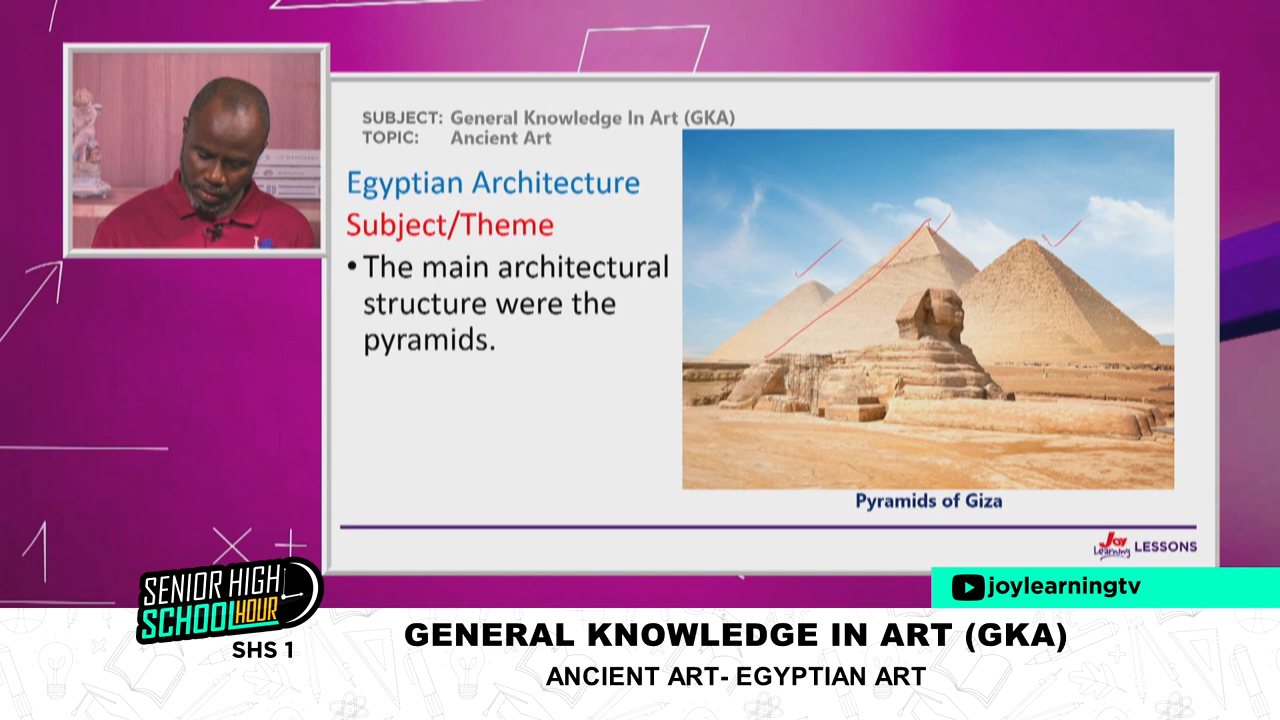 SUBJECT: General Knowledge In Art (GKA)
TOPIC: Ancient Art
Egyptian Architecture
Subject/Theme
• The main architectural
structure were the
pyramids.
Pyramids of Giza
Joy
Learning
LESSONS
joylearningtv
SENIOR HIGH
SCHOOL HOUR
SHS 1
GENERAL KNOWLEDGE IN ART (GKA)
ANCIENT ART- EGYPTIAN ART